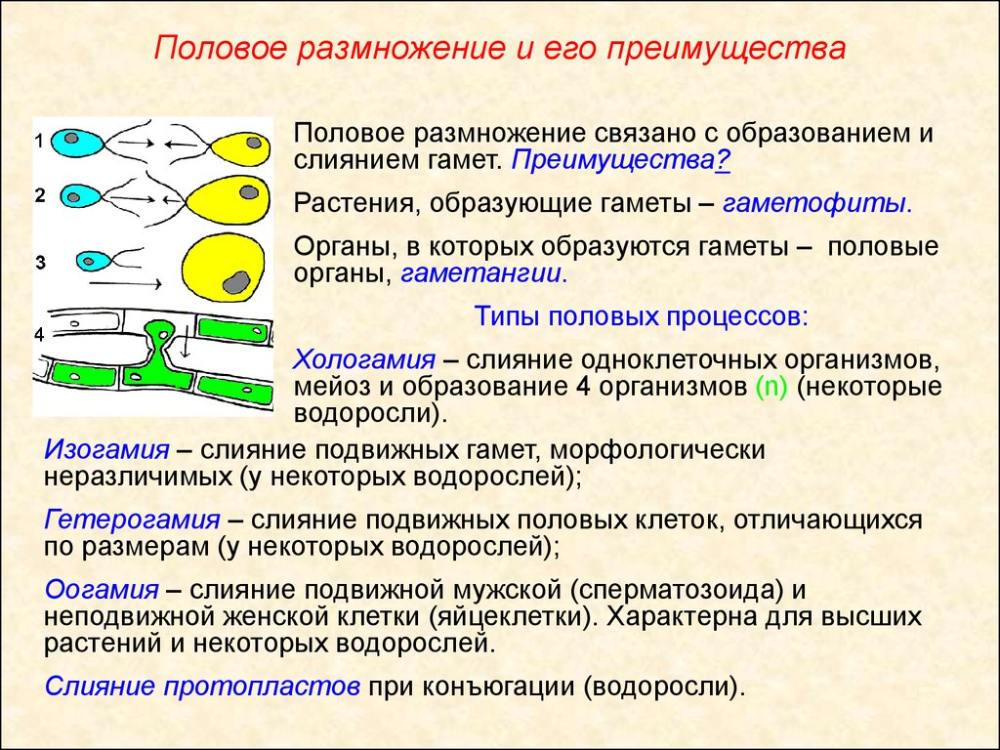 Половое размножение и его преимущества
1
2
3
4
Половое размножение связано с образованием и
слиянием гамет. Преимущества?
Растения, образующие гаметы – гаметофиты.
Органы, в которых образуются гаметы – половые
органы, гаметангии.
Типы половых процессов:
Хологамия – слияние одноклеточных организмов,
мейоз и образование 4 организмов (n) (некоторые
водоросли).
Изогамия – слияние подвижных гамет, морфологически
неразличимых (у некоторых водорослей);
Гетерогамия – слияние подвижных половых клеток, отличающихся
по размерам (у некоторых водорослей);
Оогамия – слияние подвижной мужской (сперматозоида) и
неподвижной женской клетки (яйцеклетки). Характерна для высших
растений и некоторых водорослей.
Слияние протопластов при конъюгации (водоросли).